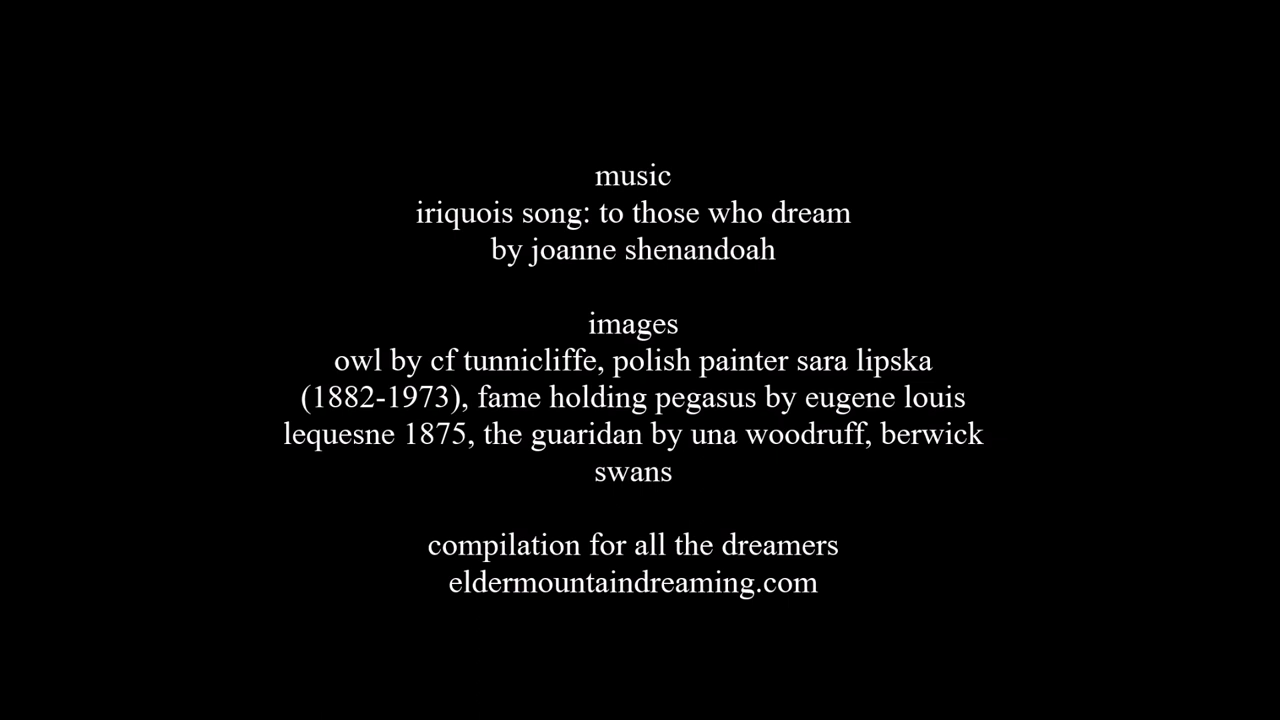 music
iriquois song: to those who dream
by joanne shenandoah
images
owl by cf tunnicliffe, polish painter sara lipska
(1882-1973), fame holding pegasus by eugene louis
lequesne 1875, the guaridan by una woodruff, berwick
swans
compilation for all the dreamers
eldermountaindreaming.com